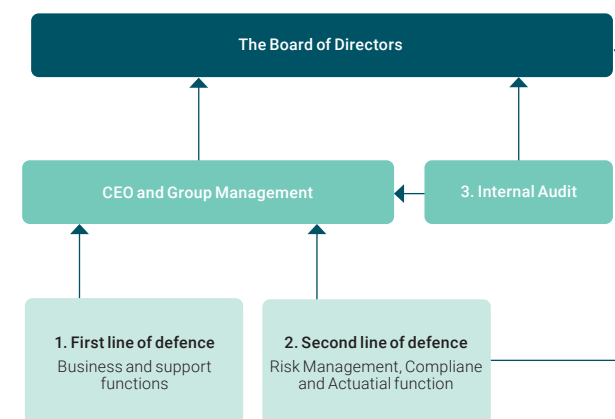 The Board of Directors
CEO and Group Management
3. Internal Audit
1. First line of defence
Business and support
functions
2. Second line of defence
Risk Management, Compliane
and Actuatial function